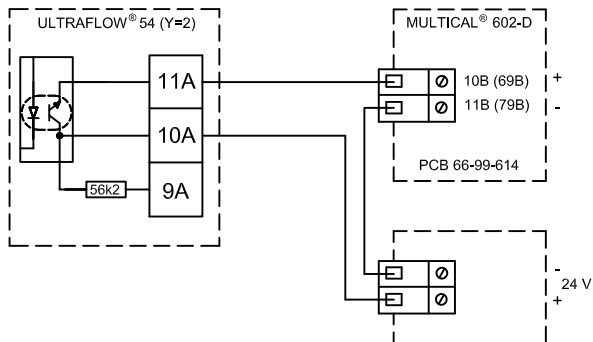 ULTRAFLOW® 54 (Y=2)
11A
10A
9A
56k2
MULTICAL® 602-D
10B (69B)
+
11B (79B)
-
PCB 66-99-614
-
24 V
+